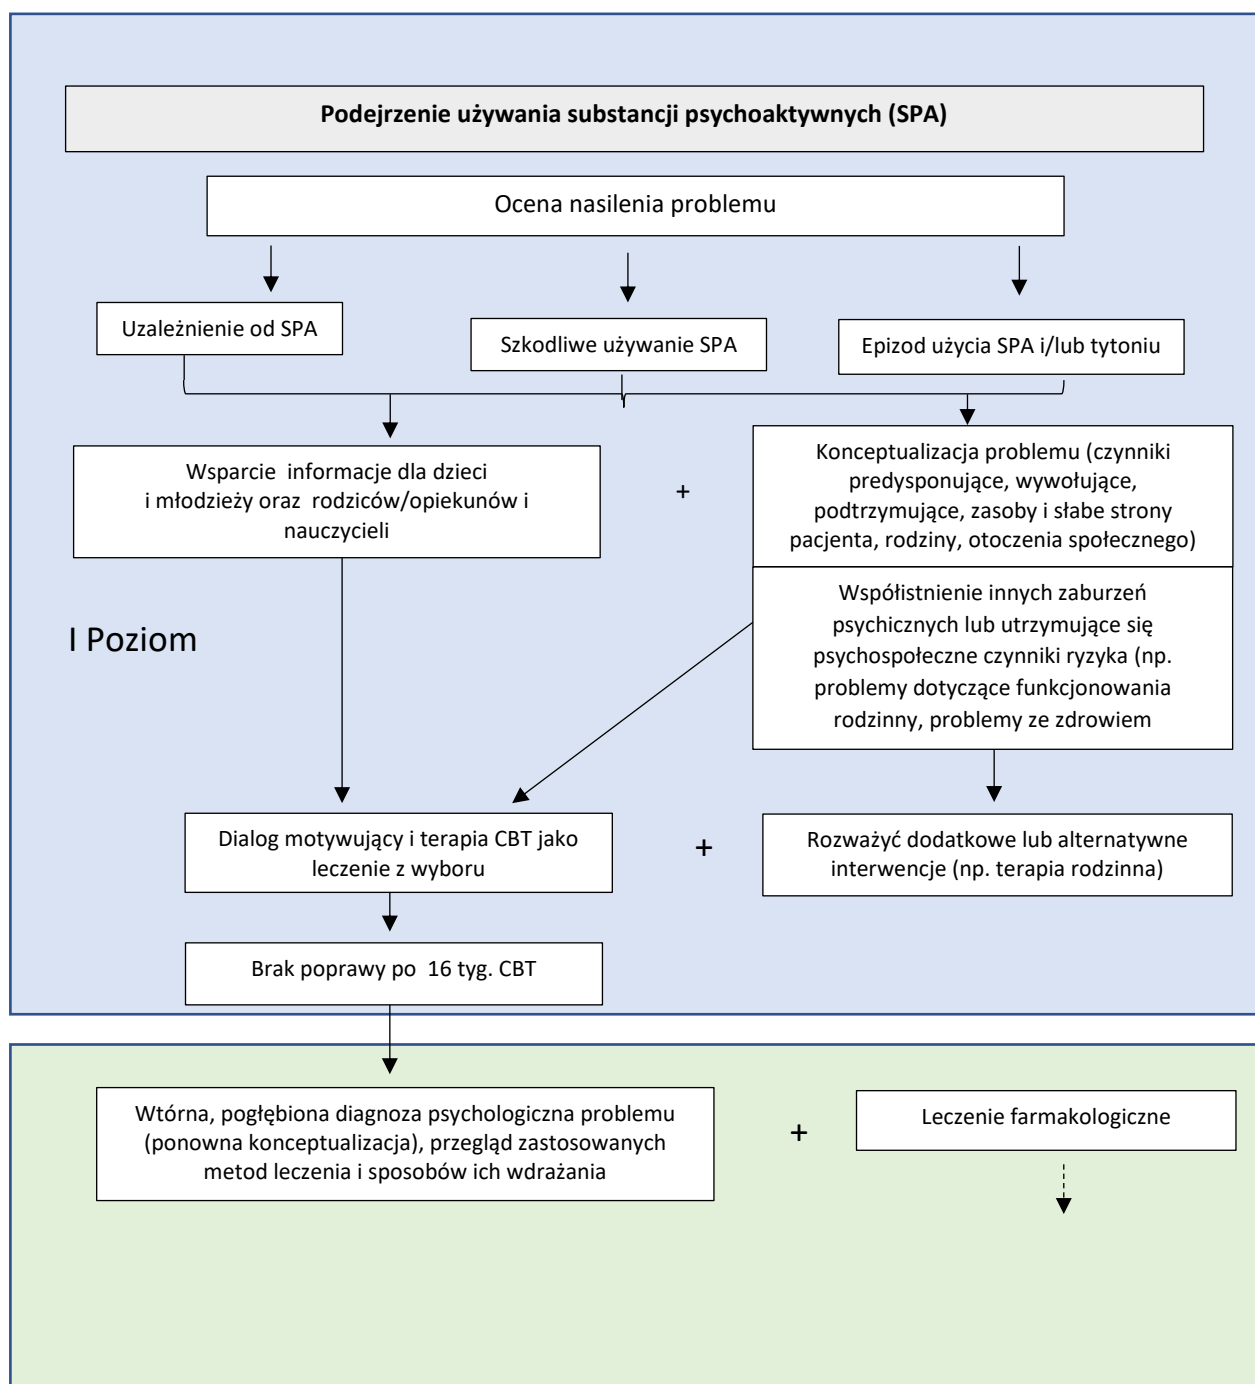 Podejrzenie używania substancji psychoaktywnych (SPA)
Ocena nasilenia problemu
Uzależnienie od SPA
Szkodliwe używanie SPA
Epizod użycia SPA i/lub tytoniu
Wsparcie informacje dla dzieci
i młodzieży oraz rodziców/opiekunów i
nauczycieli
+
Konceptualizacja problemu (czynniki
predysponujące, wywołujące,
podtrzymujące, zasoby i słabe strony
pacjenta, rodziny, otoczenia społecznego)
Współistnienie innych zaburzeń
psychicznych lub utrzymujące się
psychospołeczne czynniki ryzyka (np.
problemy dotyczące funkcjonowania
rodzinny, problemy ze zdrowiem
I Poziom
Dialog motywujący i terapia CBT jako
leczenie z wyboru
+
Rozważyć dodatkowe lub alternatywne
interwencje (np. terapia rodzinna)
Brak poprawy po 16 tyg. CBT
Wtórna, pogłębiona diagnoza psychologiczna problemu
(ponowna konceptualizacja), przegląd zastosowanych
metod leczenia i sposobów ich wdrażania
+
Leczenie farmakologiczne